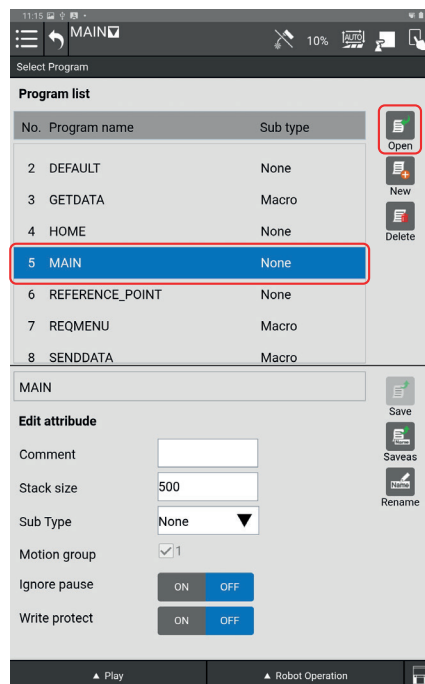 11:15
MAIN
10% AUTO
Select Program
Program list
No. Program name Sub type
Open
2 DEFAULT None
3 GETDATA Macro
New
4 HOME None
Delete
5 MAIN None
6 REFERENCE_POINT None
7 REQMENU Macro
8 SENDDATA Macro
MAIN
Save
Edit attribude
Comment
Saveas
Stack size 500
Name
Rename
Sub Type None
Motion group 1
Ignore pause ON OFF
Write protect ON OFF
Play Robot Operation